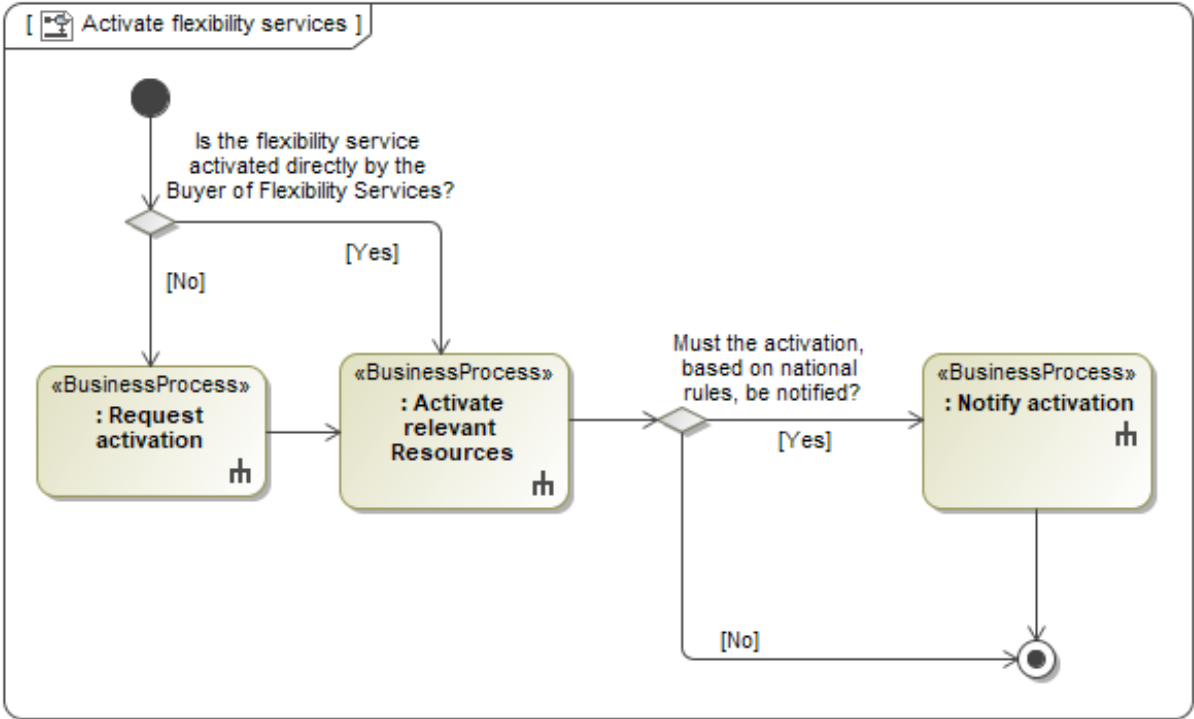 [ Activate flexibility services ]
Is the flexibility service
activated directly by the
Buyer of Flexibility Services?
[Yes]
[No]
«BusinessProcess»
: Request
activation
«BusinessProcess»
: Activate
relevant
Resources
Must the activation,
based on national
rules, be notified?
[Yes]
[No]
«BusinessProcess»
: Notify activation